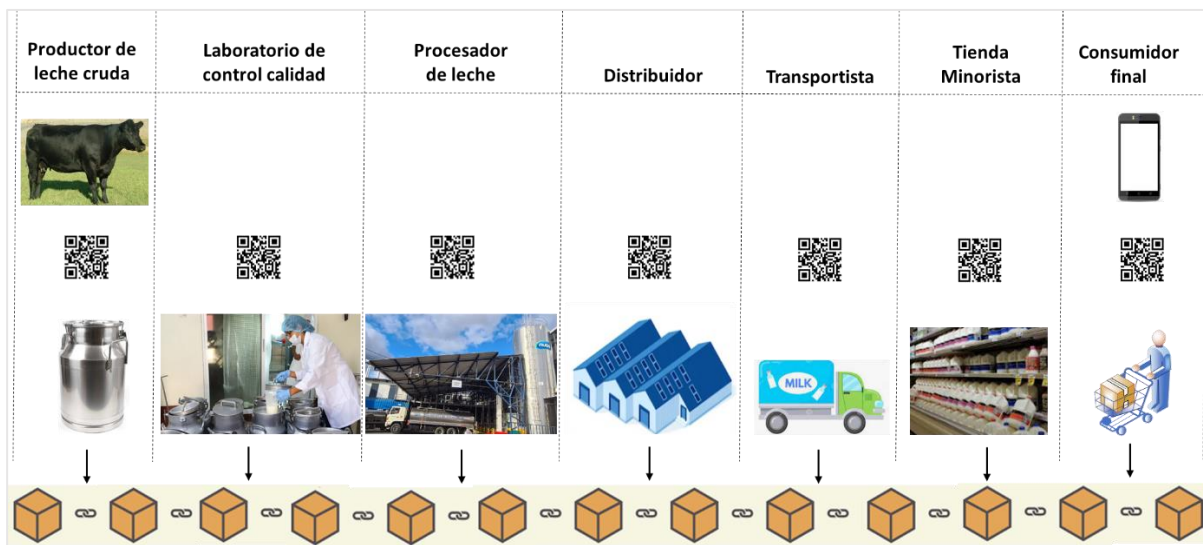 Productor de
leche cruda
Laboratorio de
control calidad
Procesador
de leche
Distribuidor
Transportista
Tienda
Minorista
Consumidor
final
MILK